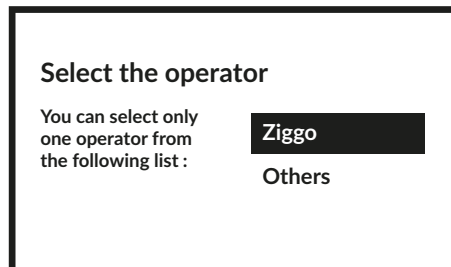 Select the operator
You can select only
one operator from
the following list :
Ziggo
Others